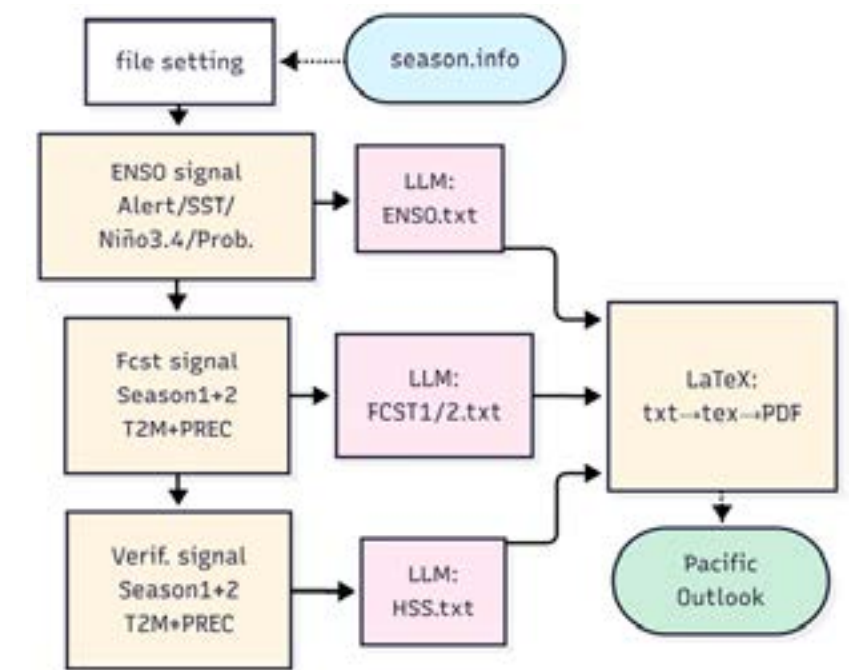 file setting
season.info
ENSO signal
Alert/SST/
Niño3.4/Prob.
LLM:
ENSO.txt
Fcst signal
Season1+2
T2M+PREC
LLM:
FCST1/2.txt
LaTeX:
txt→tex→PDF
Verif. signal
Season1+2
T2M+PREC
LLM:
HSS.txt
Pacific
Outlook